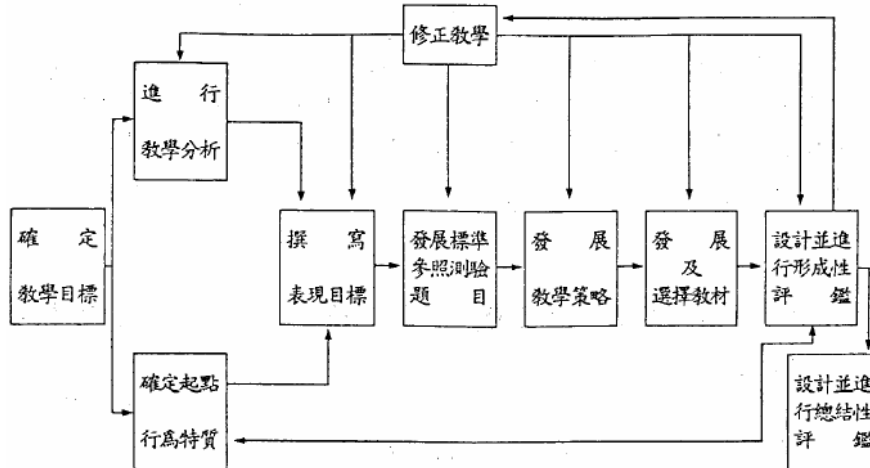 修正教學
進行
教學分析
確定
教學目標
撰寫
表現目標
發展標準
參照測驗
題目
發展
教學策略
發展
及
選擇教材
設計並進
行形成性
評鑑
確定起點
行為特質
設計並進
行總結性
評鑑